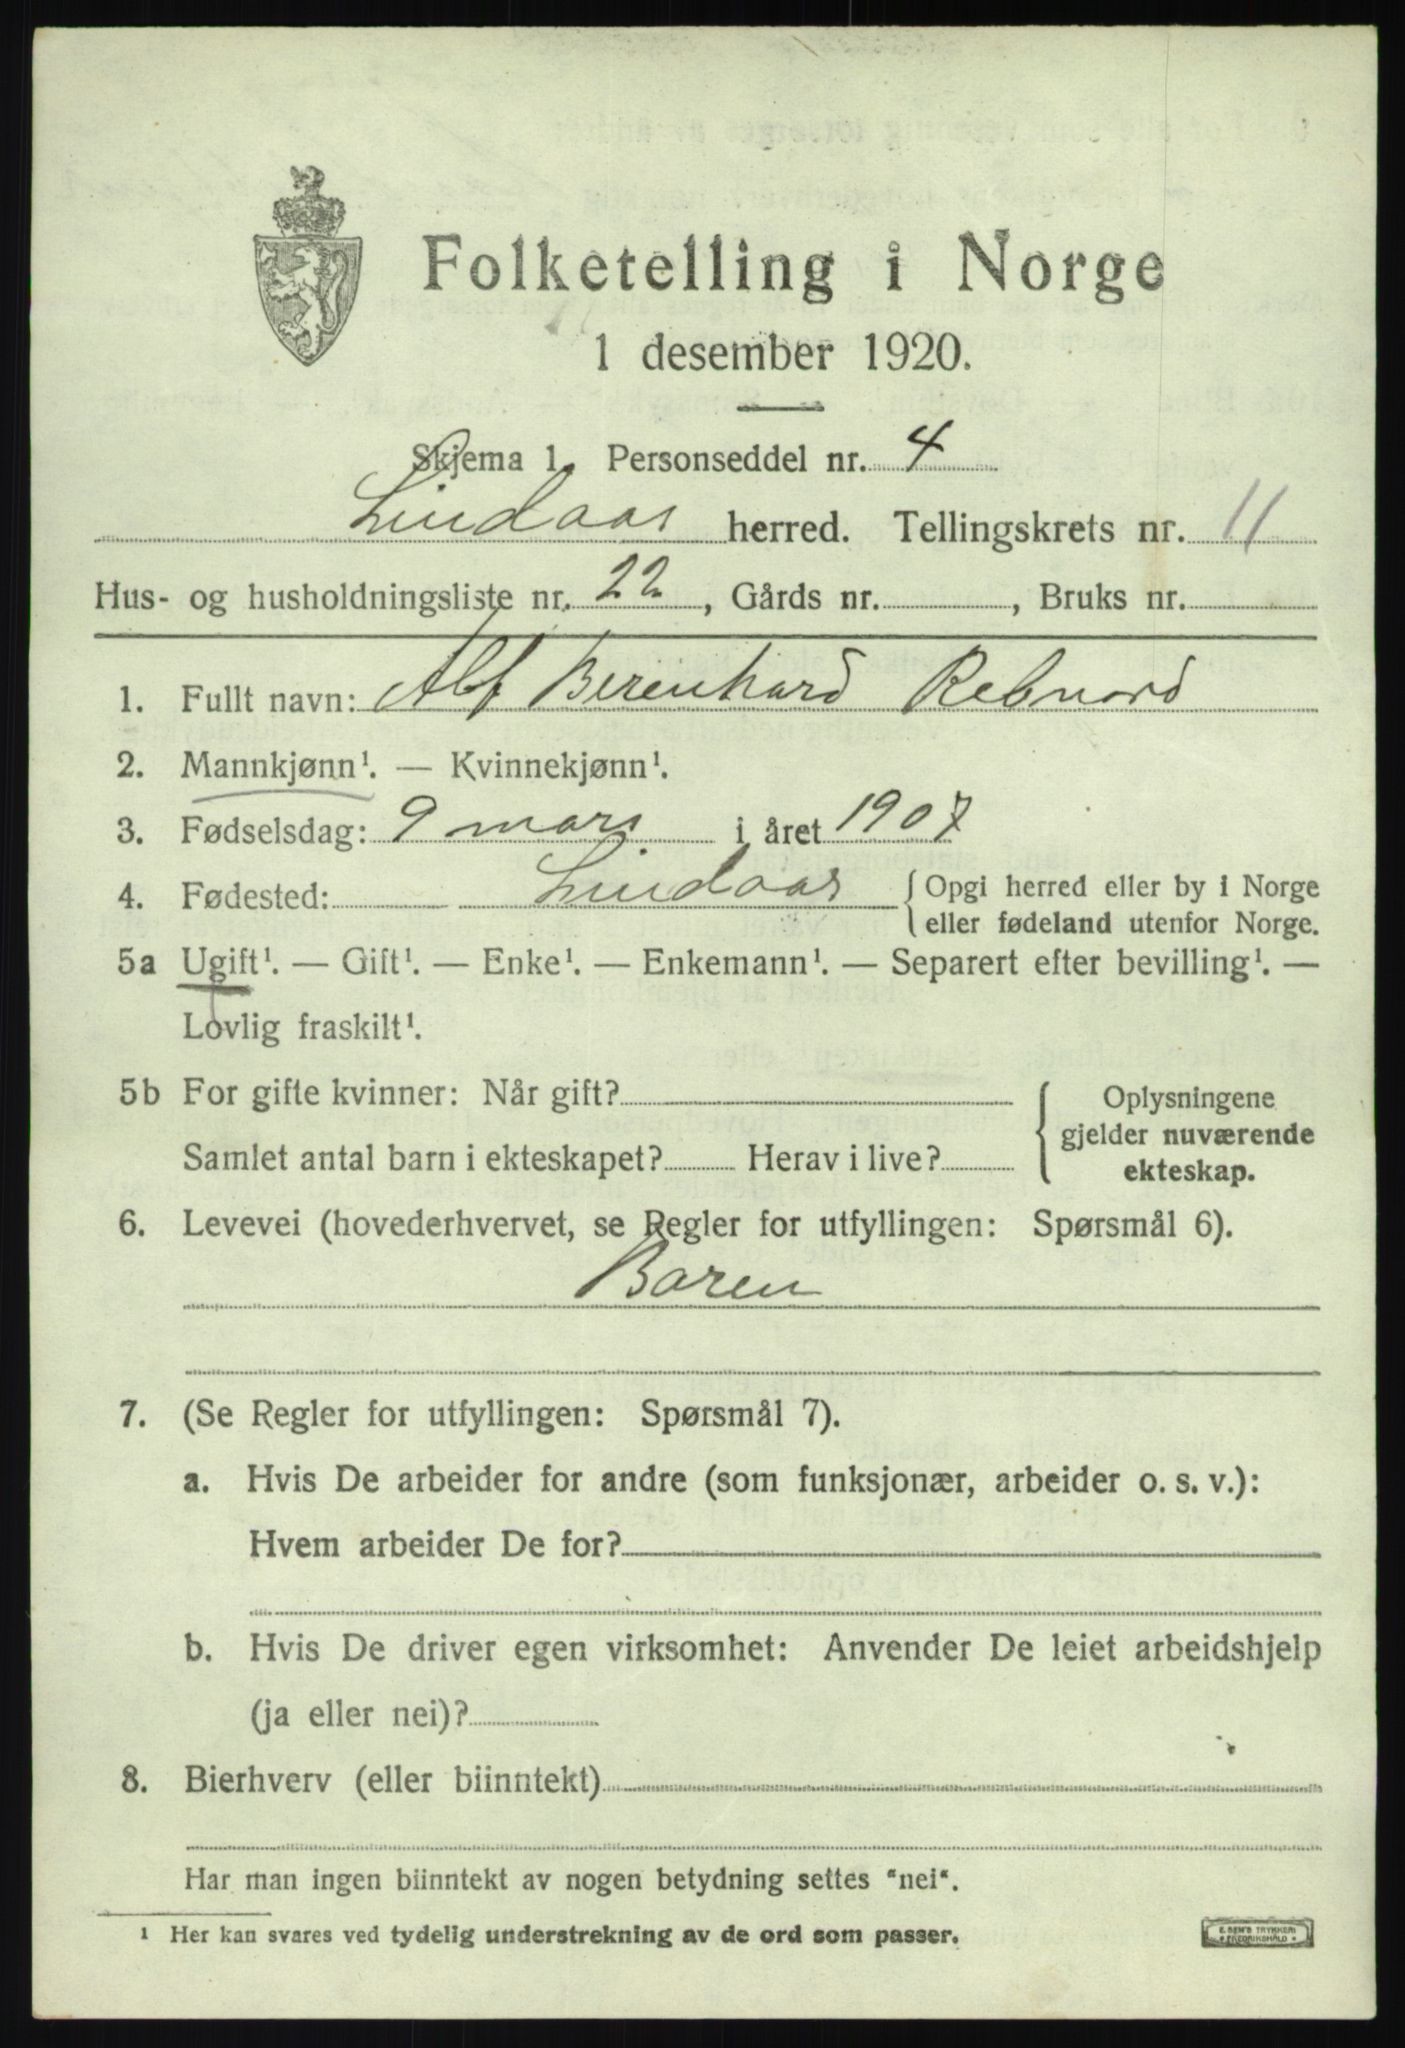 Folketelling i Norge
1 desember 1920.
Skjema 1. Personseddel nr. 4
Lindaas herred. Tellingskrets nr. 11
Hus- og husholdningsliste nr. 22, Gårds nr. , Bruks nr.
1. Fullt navn: Alf Berenhard Rebnord
2. Mannkjønn¹. — Kvinnekjønn¹.
3. Fødselsdag: 9 mars i året 1907
4. Fødested: Lindaas { Opgi herred eller by i Norge
eller fødeland utenfor Norge.
5a Ugift¹. — Gift¹. — Enke¹. — Enkemann¹. — Separert efter bevilling¹. —
Lovlig fraskilt¹.
5b For gifte kvinner: Når gift? { Oplysningene
gjelder nuværende
Samlet antal barn i ekteskapet? Herav i live? ekteskap.
6. Levevei (hovederhvervet, se Regler for utfyllingen: Spørsmål 6).
Baren
7. (Se Regler for utfyllingen: Spørsmål 7).
a. Hvis De arbeider for andre (som funksjonær, arbeider o. s. v.):
Hvem arbeider De for?
b. Hvis De driver egen virksomhet: Anvender De leiet arbeidshjelp
(ja eller nei)?
8. Bierhverv (eller biinntekt)
Har man ingen biinntekt av nogen betydning settes "nei".
¹ Her kan svares ved tydelig understrekning av de ord som passer.
E. SEM'S TRYKKERI
FREDRIKSHALD